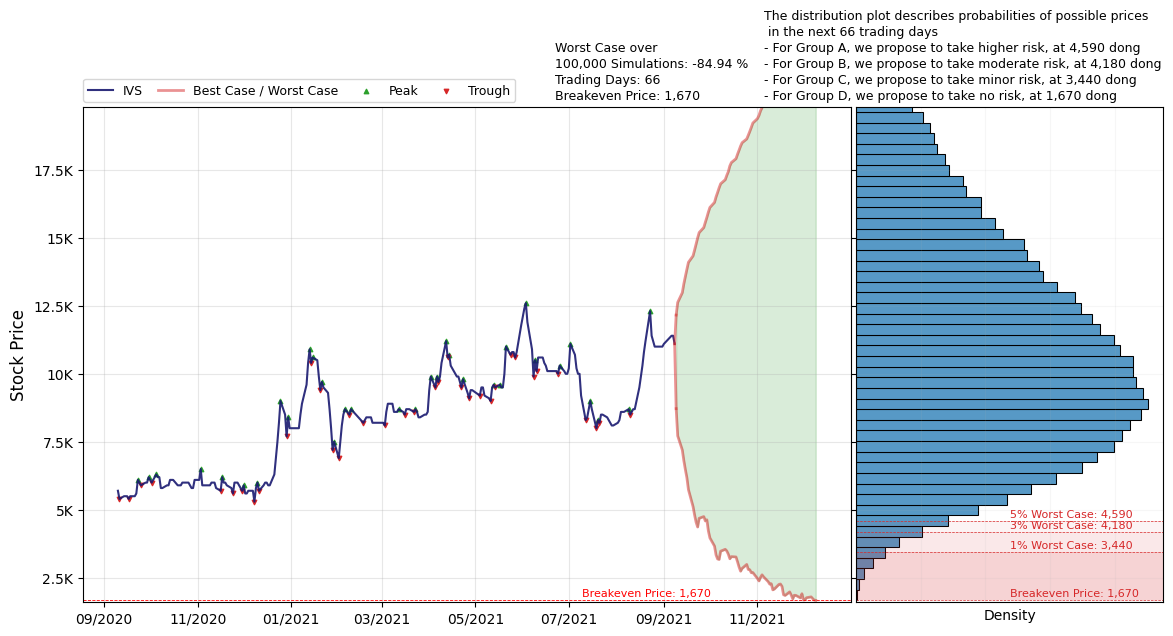 The distribution plot describes probabilities of possible prices
in the next 66 trading days
- For Group A, we propose to take higher risk, at 4,590 dong
- For Group B, we propose to take moderate risk, at 4,180 dong
- For Group C, we propose to take minor risk, at 3,440 dong
- For Group D, we propose to take no risk, at 1,670 dong
Worst Case over
100,000 Simulations: -84.94 %
Trading Days: 66
Breakeven Price: 1,670
IVS
Best Case / Worst Case
Peak
Trough
Stock Price
17.5K
15K
12.5K
10K
7.5K
5K
2.5K
09/2020
11/2020
01/2021
03/2021
05/2021
07/2021
09/2021
11/2021
Breakeven Price: 1,670
5% Worst Case: 4,590
3% Worst Case: 4,180
1% Worst Case: 3,440
Breakeven Price: 1,670
Density